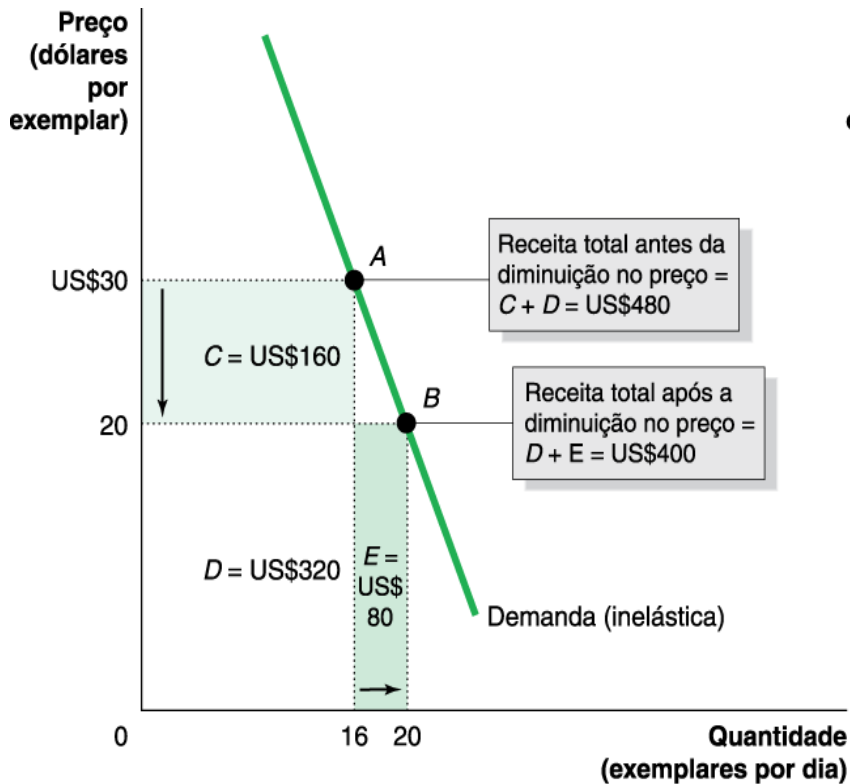 Preço
(dólares
por
exemplar)
A
Receita total antes da
diminuição no preço =
C + D = US$480
US$30
C = US$160
B
Receita total após a
diminuição no preço =
D + E = US$400
20
D = US$320
E =
US$
80
Demanda (inelástica)
0
16
20
Quantidade
(exemplares por dia)